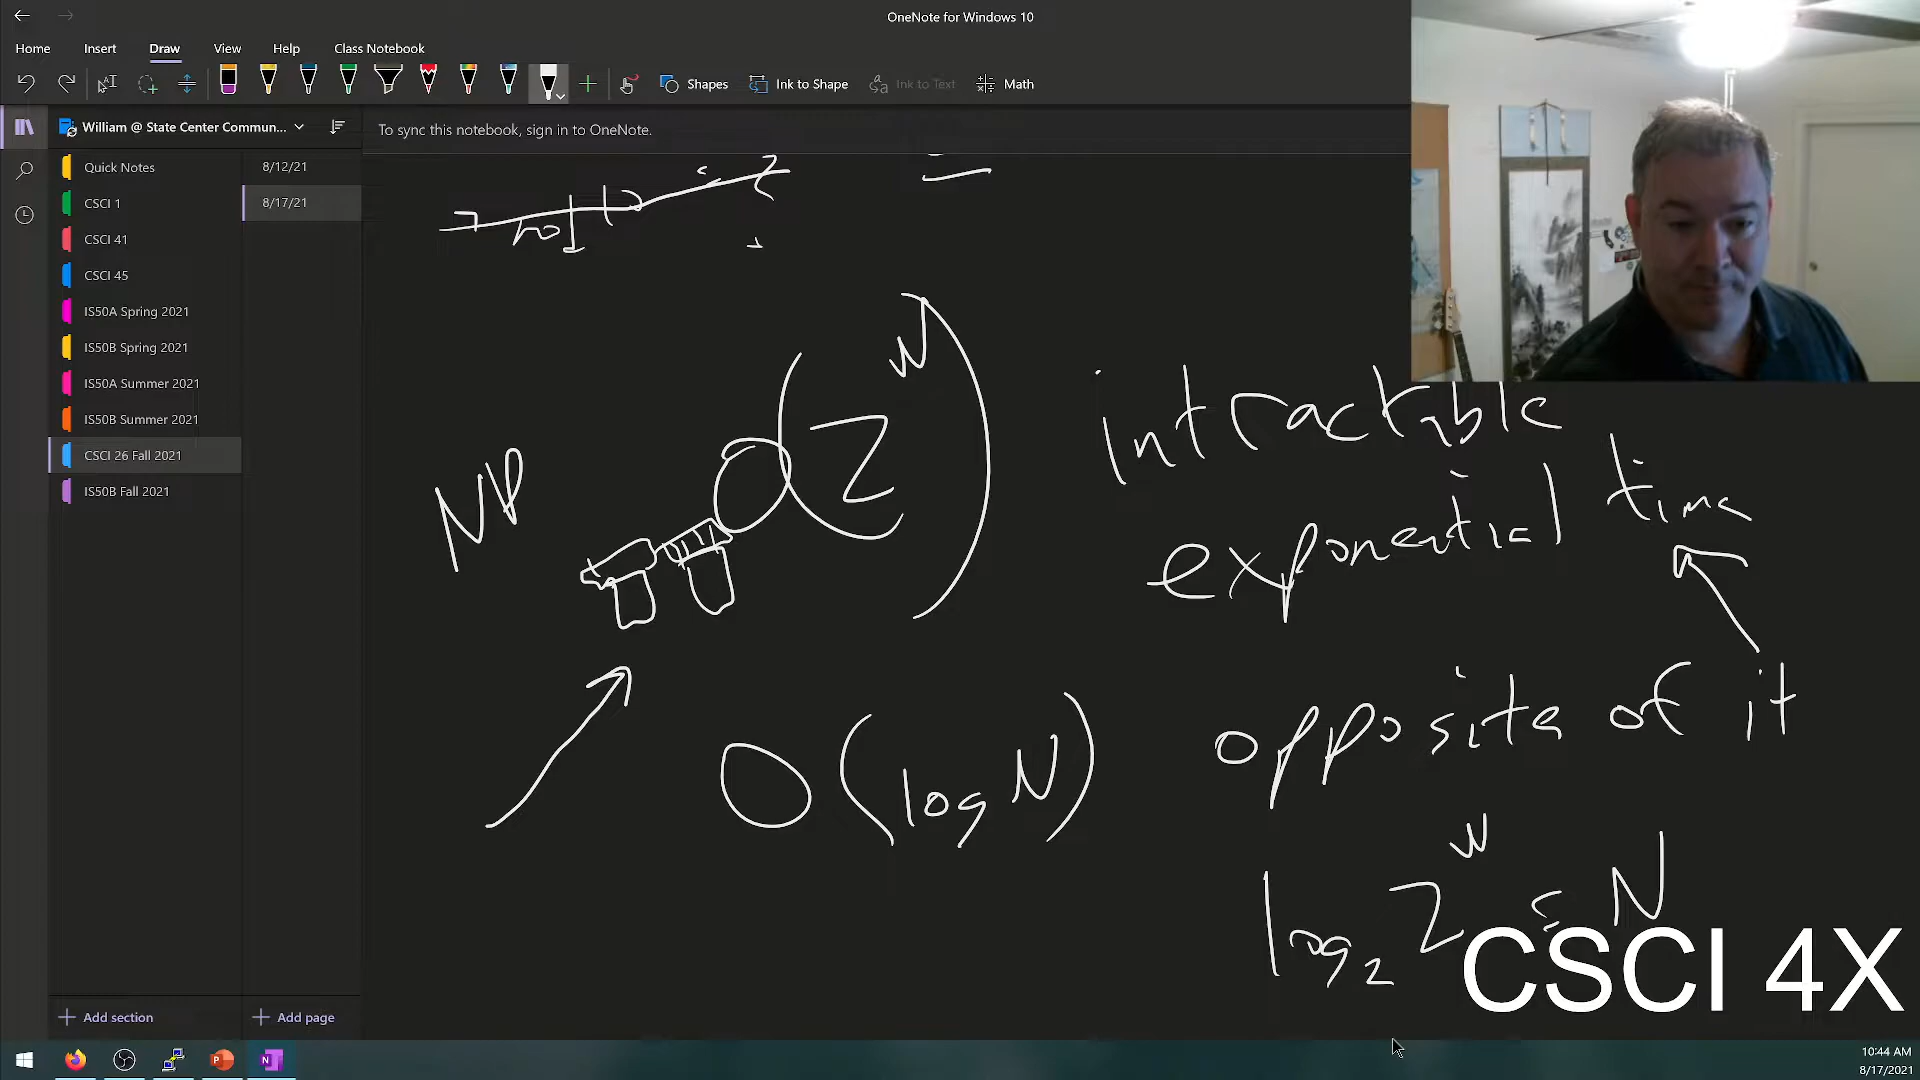 OneNote for Windows 10
Home Insert Draw View Help Class Notebook
Shapes Ink to Shape Ink to Text Math
William @ State Center Commun...
To sync this notebook, sign in to OneNote.
Quick Notes
CSCI 1
CSCI 41
CSCI 45
IS50A Spring 2021
IS50B Spring 2021
IS50A Summer 2021
IS50B Summer 2021
CSCI 26 Fall 2021
IS50B Fall 2021
8/12/21
8/17/21
NP
O(2^N)
intractable
exponential time
O(log N)
opposite of it
log₂ 2^N = N
CSCI 4X
Add section
Add page
10:44 AM
8/17/2021